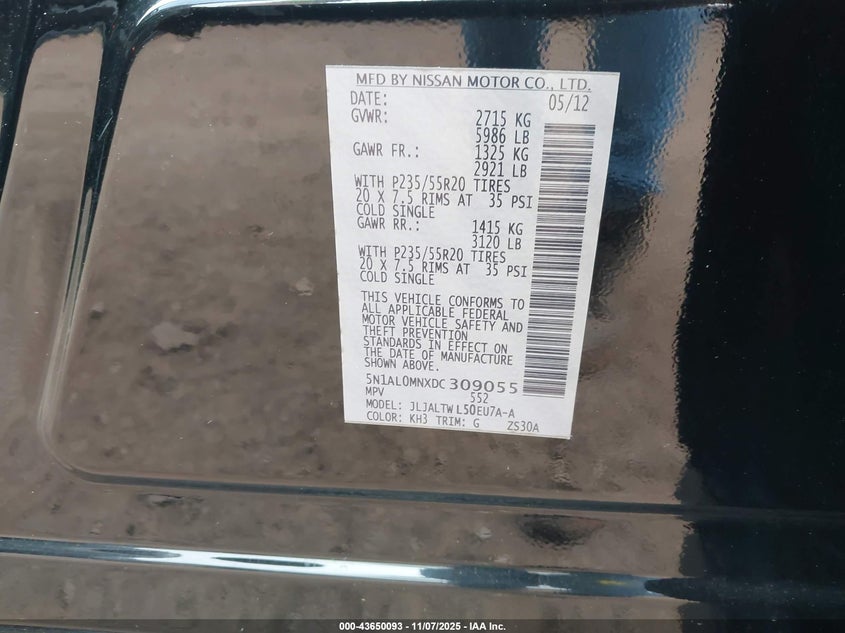 MFD BY NISSAN MOTOR CO., LTD.
DATE: 05/12
GVWR: 2715 KG
5986 LB
GAWR FR.: 1325 KG
2921 LB
WITH P235/55R20 TIRES
20 X 7.5 RIMS AT 35 PSI
COLD SINGLE
GAWR RR.: 1415 KG
3120 LB
WITH P235/55R20 TIRES
20 X 7.5 RIMS AT 35 PSI
COLD SINGLE
THIS VEHICLE CONFORMS TO
ALL APPLICABLE FEDERAL
MOTOR VEHICLE SAFETY AND
THEFT PREVENTION
STANDARDS IN EFFECT ON
THE DATE OF MANUFACTURE
SHOWN ABOVE.
5N1AL0MNXDC 309055
MPV 552
MODEL: JLJALTW L50EU7A-A
COLOR: KH3 TRIM: G ZS30A
000-43650093 - 11/07/2025 - IAA Inc.